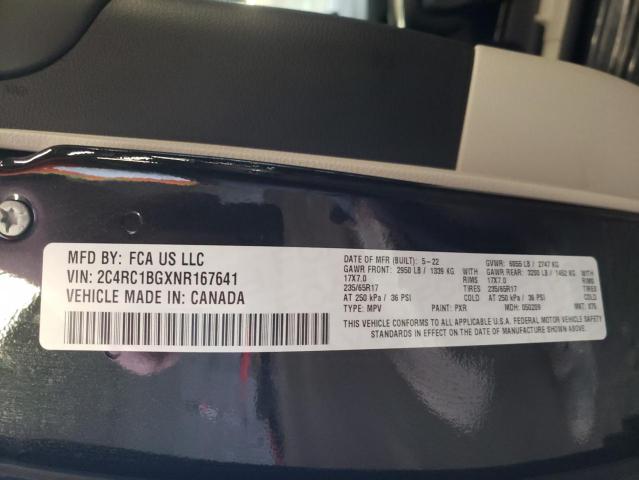 MFD BY: FCA US LLC
VIN: 2C4RC1BGXNR167641
VEHICLE MADE IN: CANADA
DATE OF MFR (BUILT): 5-22 GVWR: 6055 LB / 2747 KG
GAWR FRONT: 2950 LB / 1339 KG WITH GAWR REAR: 3200 LB / 1452 KG WITH
17X7.0 RIMS 17X7.0 RIMS
235/65R17 TIRES 235/65R17 TIRES
AT 250 kPa / 36 PSI COLD AT 250 kPa / 36 PSI COLD
TYPE: MPV PAINT: PXR MDH: 050209
THIS VEHICLE CONFORMS TO ALL APPLICABLE U.S.A. FEDERAL MOTOR VEHICLE SAFETY
STANDARDS IN EFFECT ON THE DATE OF MANUFACTURE SHOWN ABOVE.